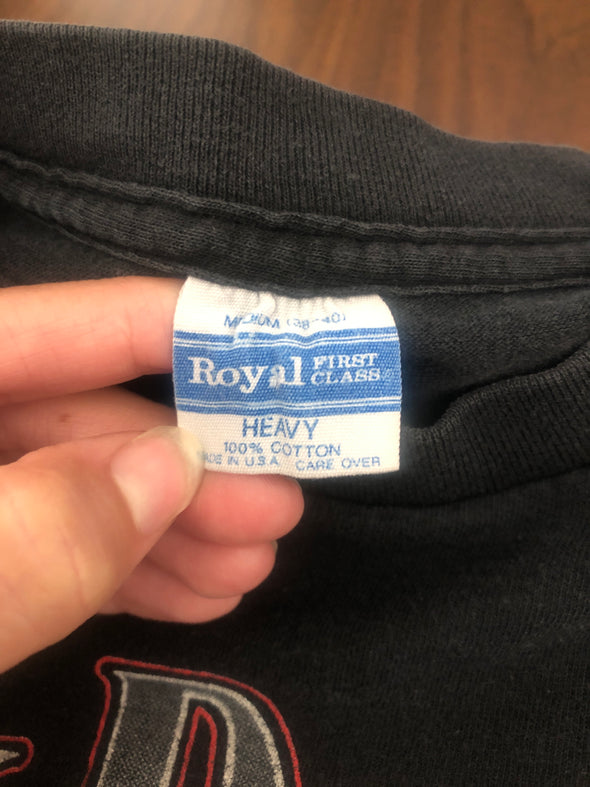 MEDIUM (38-40)
Royal FIRST CLASS
HEAVY
100% COTTON
MADE IN U.S.A. CARE OVER